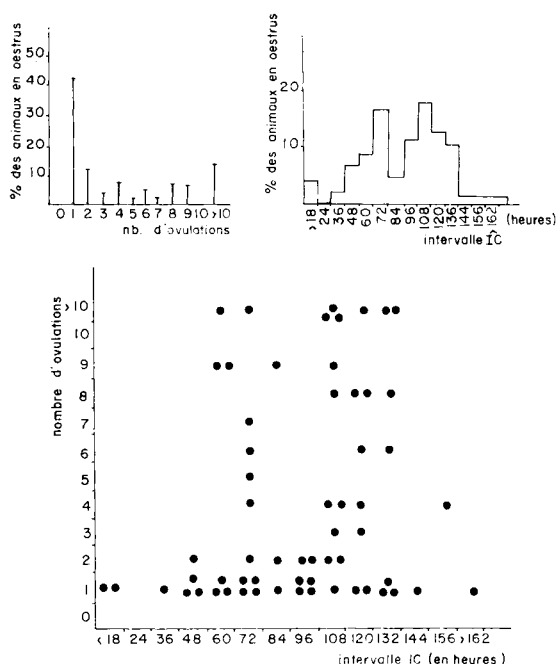 % des animaux en oestrus
50
40
30
20
10
0 1 2 3 4 5 6 7 8 9 10 >10
nb. d'ovulations
% des animaux en oestrus
20
10
>18 24 36 48 60 72 84 96 108 120 136 144 156 >162 (heures)
intervalle IC
nombre d'ovulations
>10
10
9
8
7
6
5
4
3
2
1
0
<18 24 36 48 60 72 84 96 108 120 132 144 156 >162
intervalle IC (en heures)